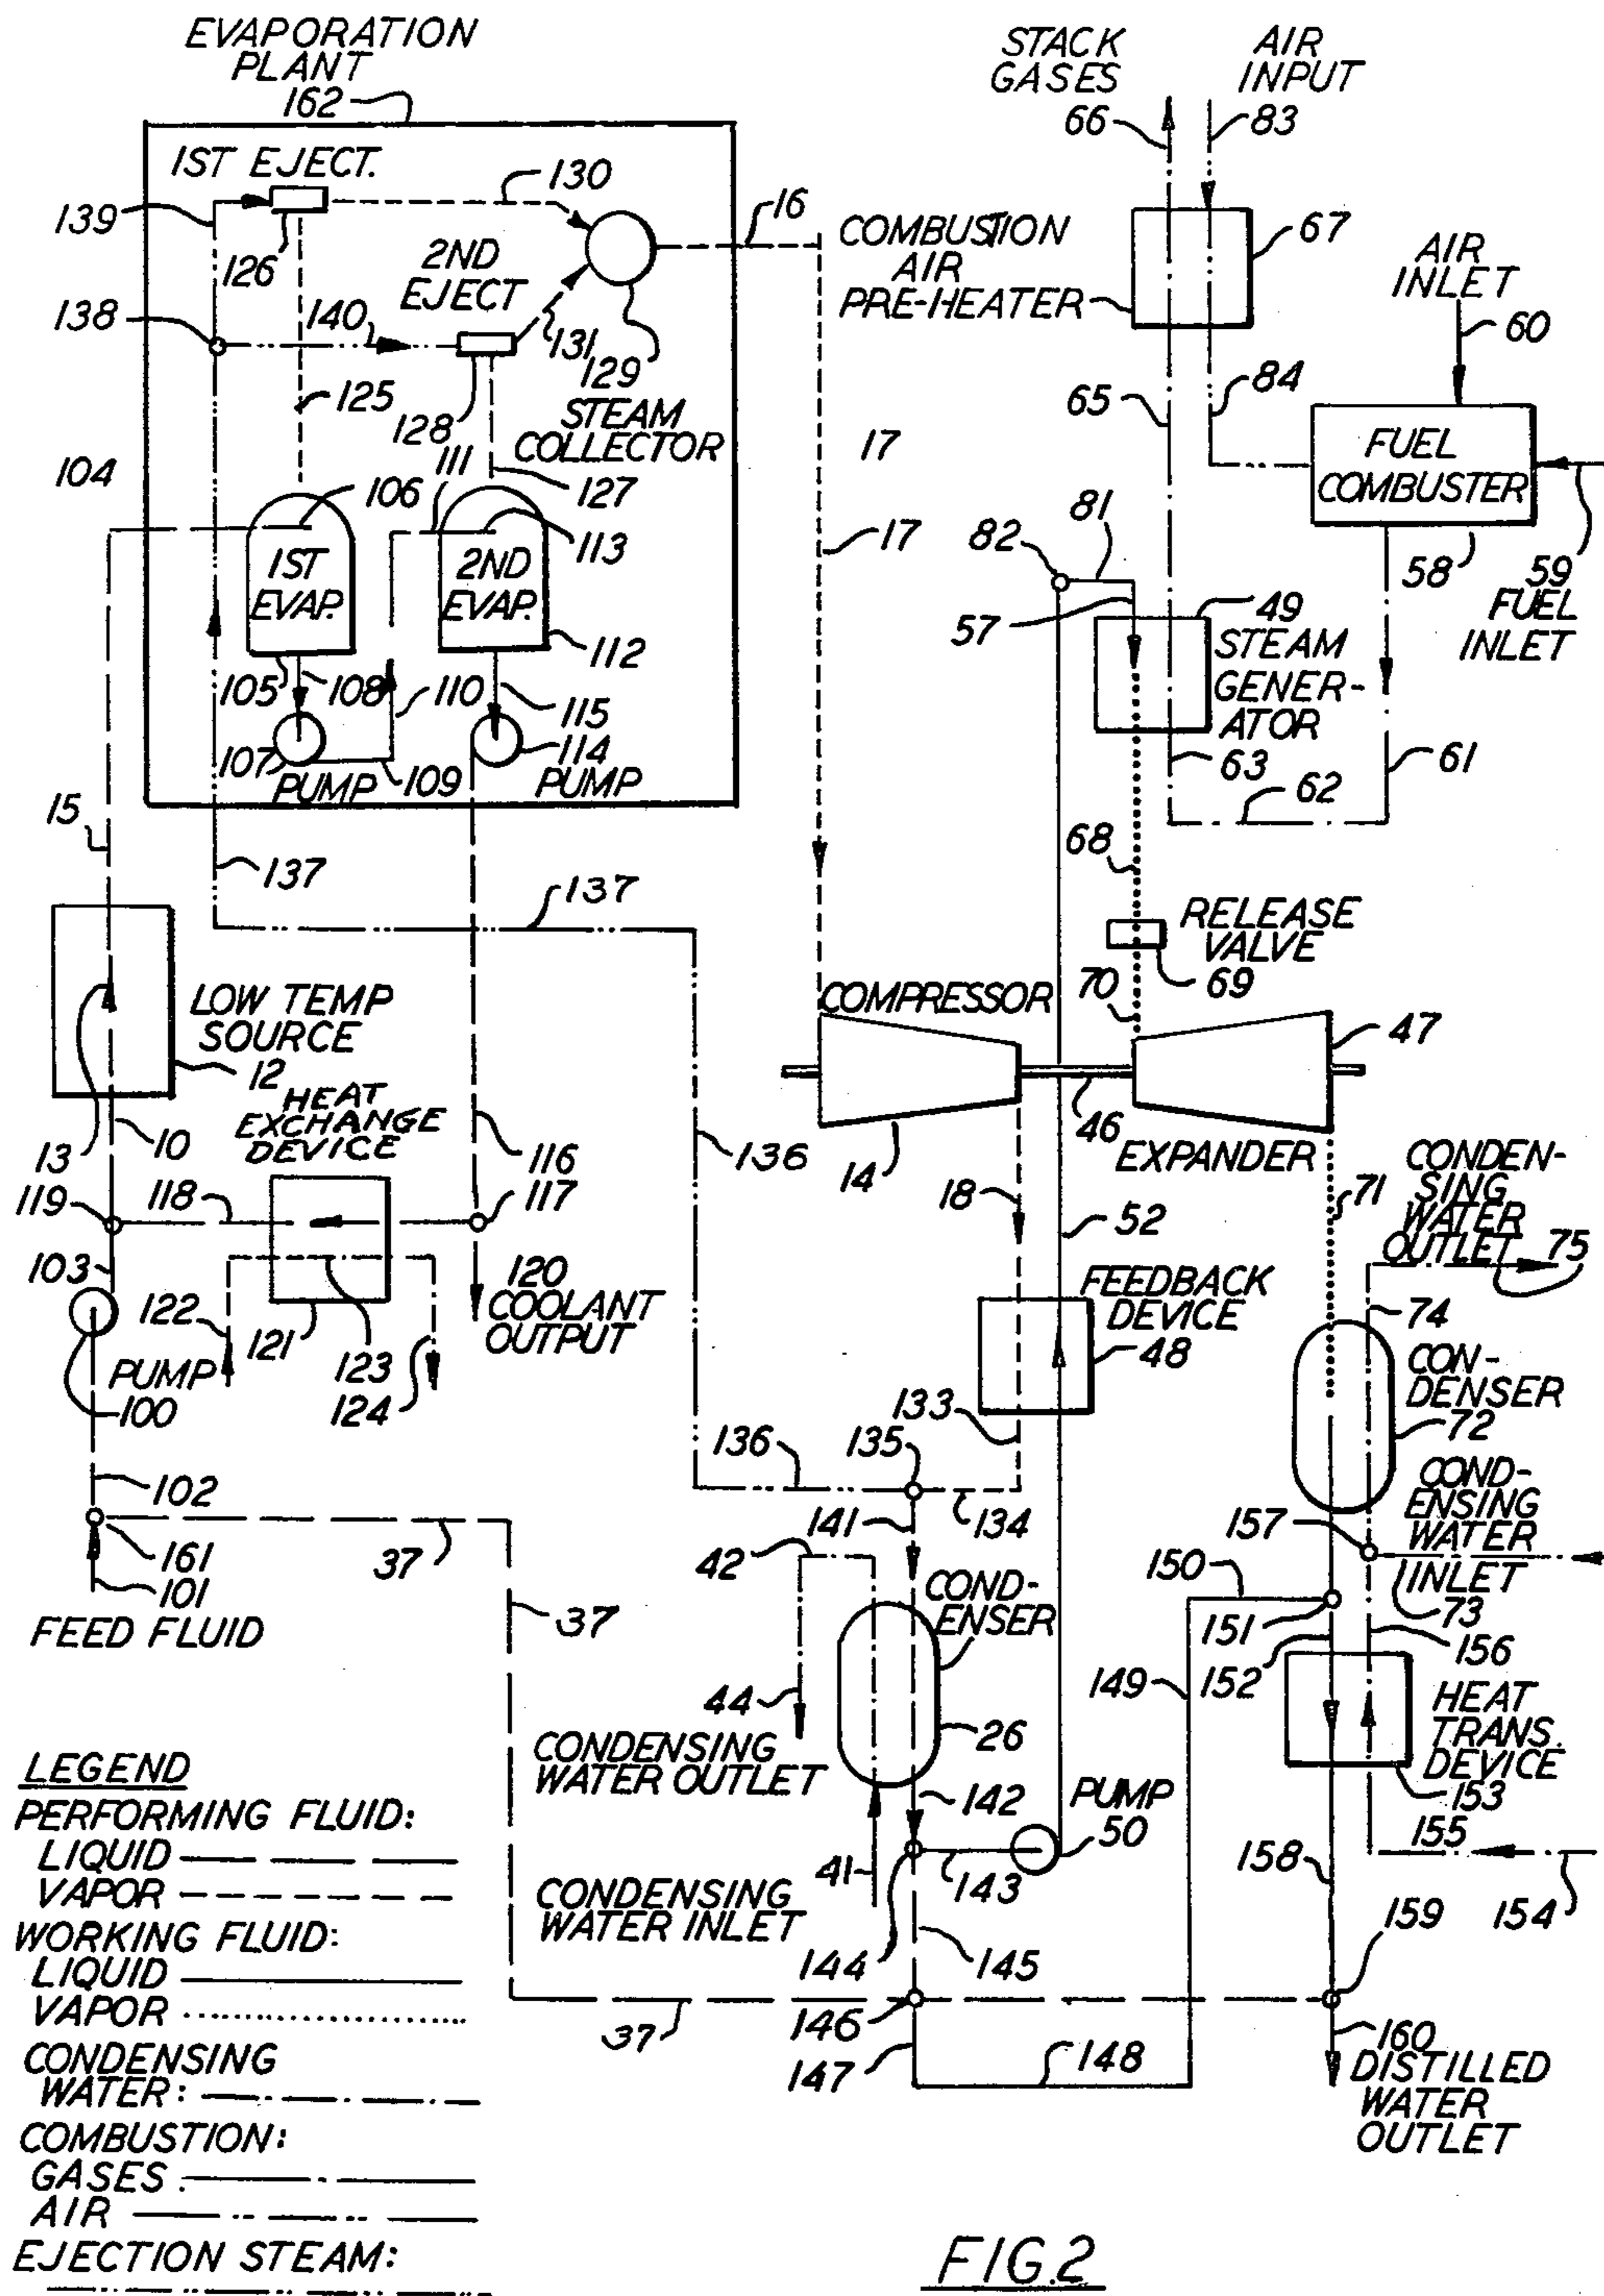 EVAPORATION
PLANT
162
STACK
GASES
66
AIR
INPUT
83
1ST EJECT.
130
16
139
126
2ND
EJECT
138
140
131
129
STEAM
COLLECTOR
128
125
127
104
106
111
113
1ST
EVAP.
2ND
EVAP.
112
105
108
110
115
107
PUMP
109
114
PUMP
COMBUSTION
AIR
PRE-HEATER
67
AIR
INLET
60
84
65
FUEL
COMBUSTER
58
59
FUEL
INLET
17
17
82
81
57
49
STEAM
GENER-
ATOR
63
62
61
68
RELEASE
VALVE
69
70
15
137
137
LOW TEMP
SOURCE
12
13
10
HEAT
EXCHANGE
DEVICE
119
118
116
117
103
122
121
123
124
120
COOLANT
OUTPUT
PUMP
100
102
161
101
FEED FLUID
37
37
37
COMPRESSOR
14
46
47
EXPANDER
136
18
52
71
CONDEN-
SING
WATER
OUTLET
75
FEEDBACK
DEVICE
48
74
CON-
DENSER
72
133
136
135
134
141
42
COND-
ENSER
44
26
CONDENSING
WATER OUTLET
142
PUMP
50
41
143
CONDENSING
WATER INLET
144
145
146
147
148
149
150
151
152
COND-
ENSING
WATER
INLET
73
157
156
HEAT
TRANS.
DEVICE
153
155
154
158
159
160
DISTILLED
WATER
OUTLET
LEGEND
PERFORMING FLUID:
LIQUID
VAPOR
WORKING FLUID:
LIQUID
VAPOR
CONDENSING
WATER:
COMBUSTION:
GASES
AIR
EJECTION STEAM:
FIG.2